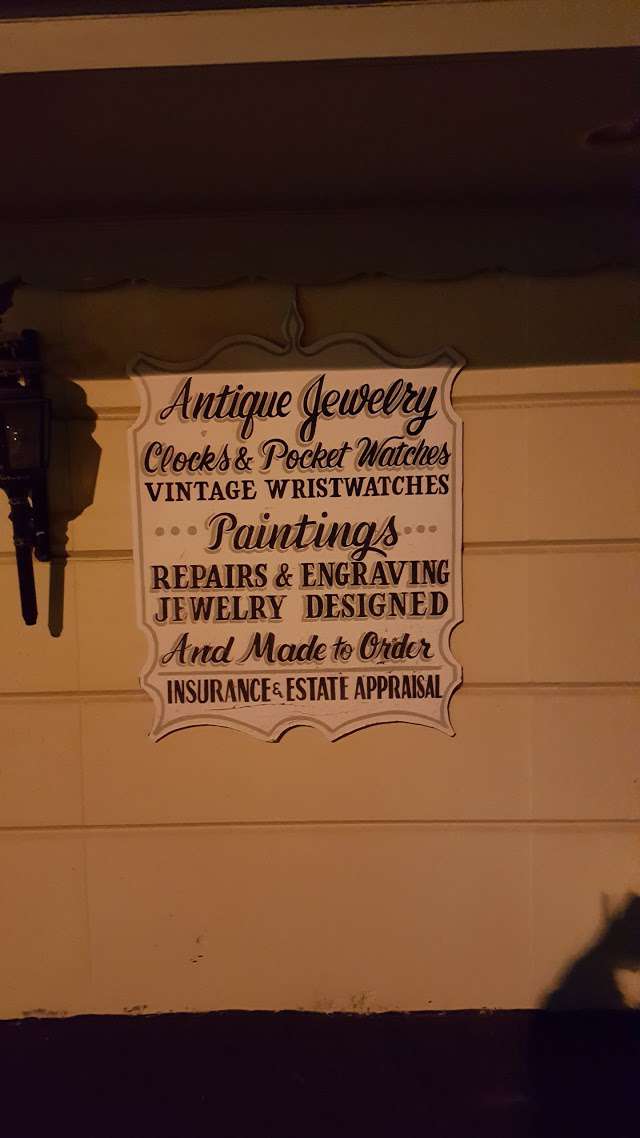 Antique Jewelry
Clocks & Pocket Watches
VINTAGE WRISTWATCHES
Paintings
REPAIRS & ENGRAVING
JEWELRY DESIGNED
And Made to Order
INSURANCE & ESTATE APPRAISAL